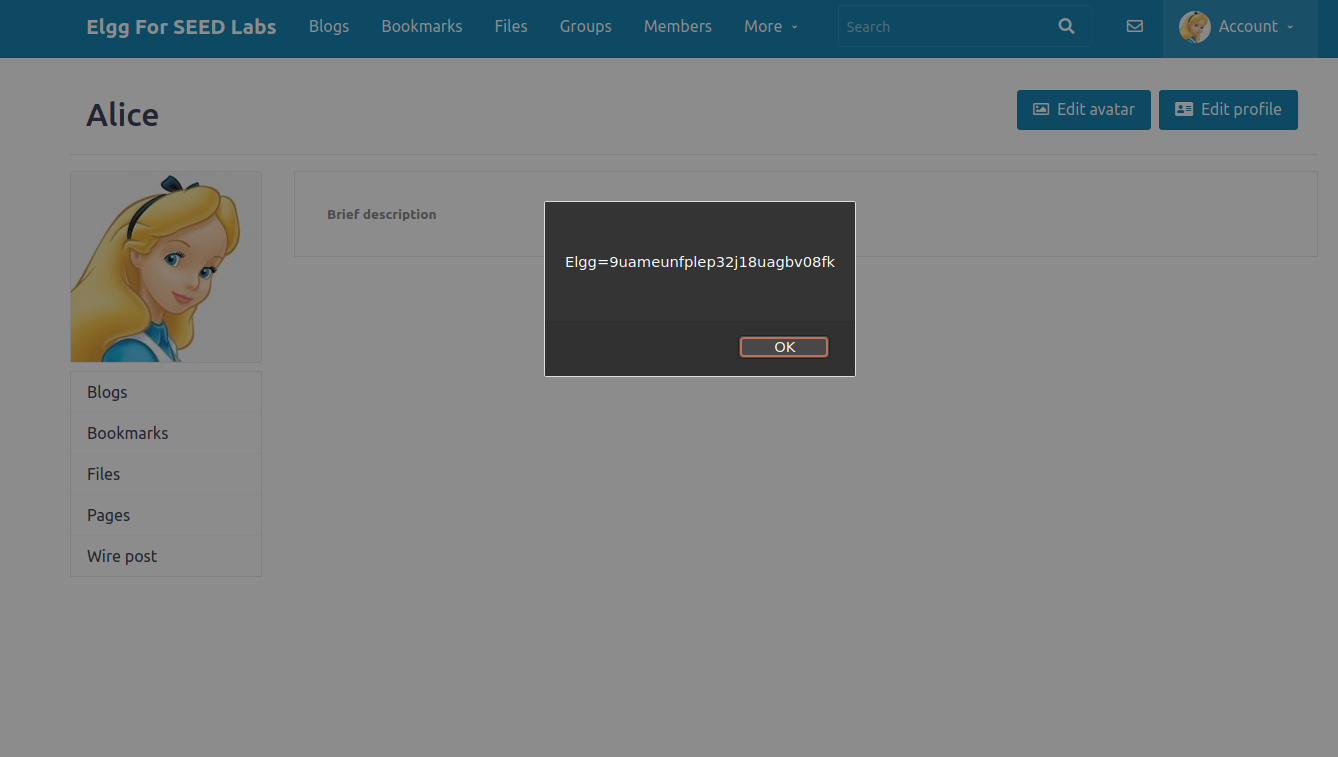 Elgg For SEED Labs Blogs Bookmarks Files Groups Members More Search Account
Alice Edit avatar Edit profile
Brief description
Elgg=9uameunfplep32j18uagbv08fk
OK
Blogs
Bookmarks
Files
Pages
Wire post